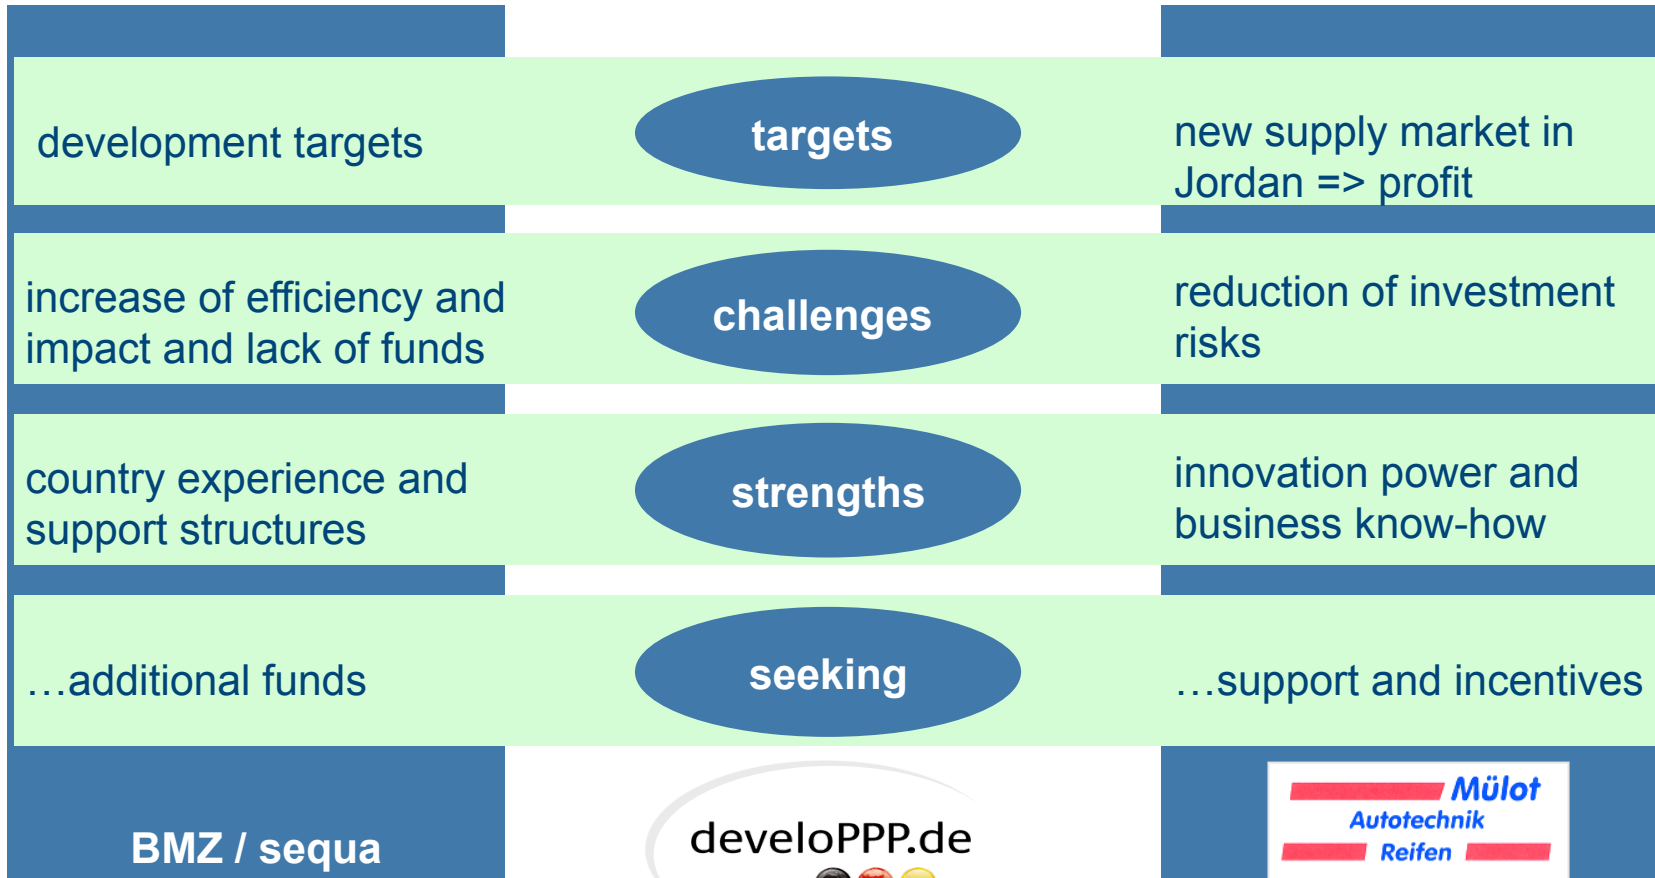 development targets
targets
new supply market in
Jordan => profit
increase of efficiency and
impact and lack of funds
challenges
reduction of investment
risks
country experience and
support structures
strengths
innovation power and
business know-how
…additional funds
seeking
…support and incentives
BMZ / sequa
develoPPP.de
Mülot
Autotechnik
Reifen